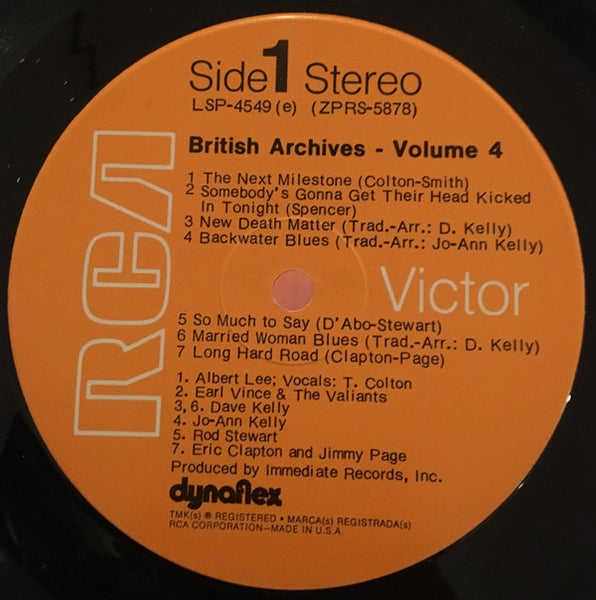 Side 1 Stereo
LSP-4549 (e) (ZPRS-5878)
British Archives - Volume 4
1 The Next Milestone (Colton-Smith)
2 Somebody's Gonna Get Their Head Kicked
In Tonight (Spencer)
3 New Death Matter (Trad.-Arr.: D. Kelly)
4 Backwater Blues (Trad.-Arr.: Jo-Ann Kelly)
RCA
Victor
5 So Much to Say (D'Abo-Stewart)
6 Married Woman Blues (Trad.-Arr.: D. Kelly)
7 Long Hard Road (Clapton-Page)
1. Albert Lee; Vocals: T. Colton
2. Earl Vince & The Valiants
3, 6. Dave Kelly
4. Jo-Ann Kelly
5. Rod Stewart
7. Eric Clapton and Jimmy Page
Produced by Immediate Records, Inc.
dynaflex
TMK(s) ® REGISTERED • MARCA(s) REGISTRADA(s)
RCA CORPORATION—MADE IN U.S.A.